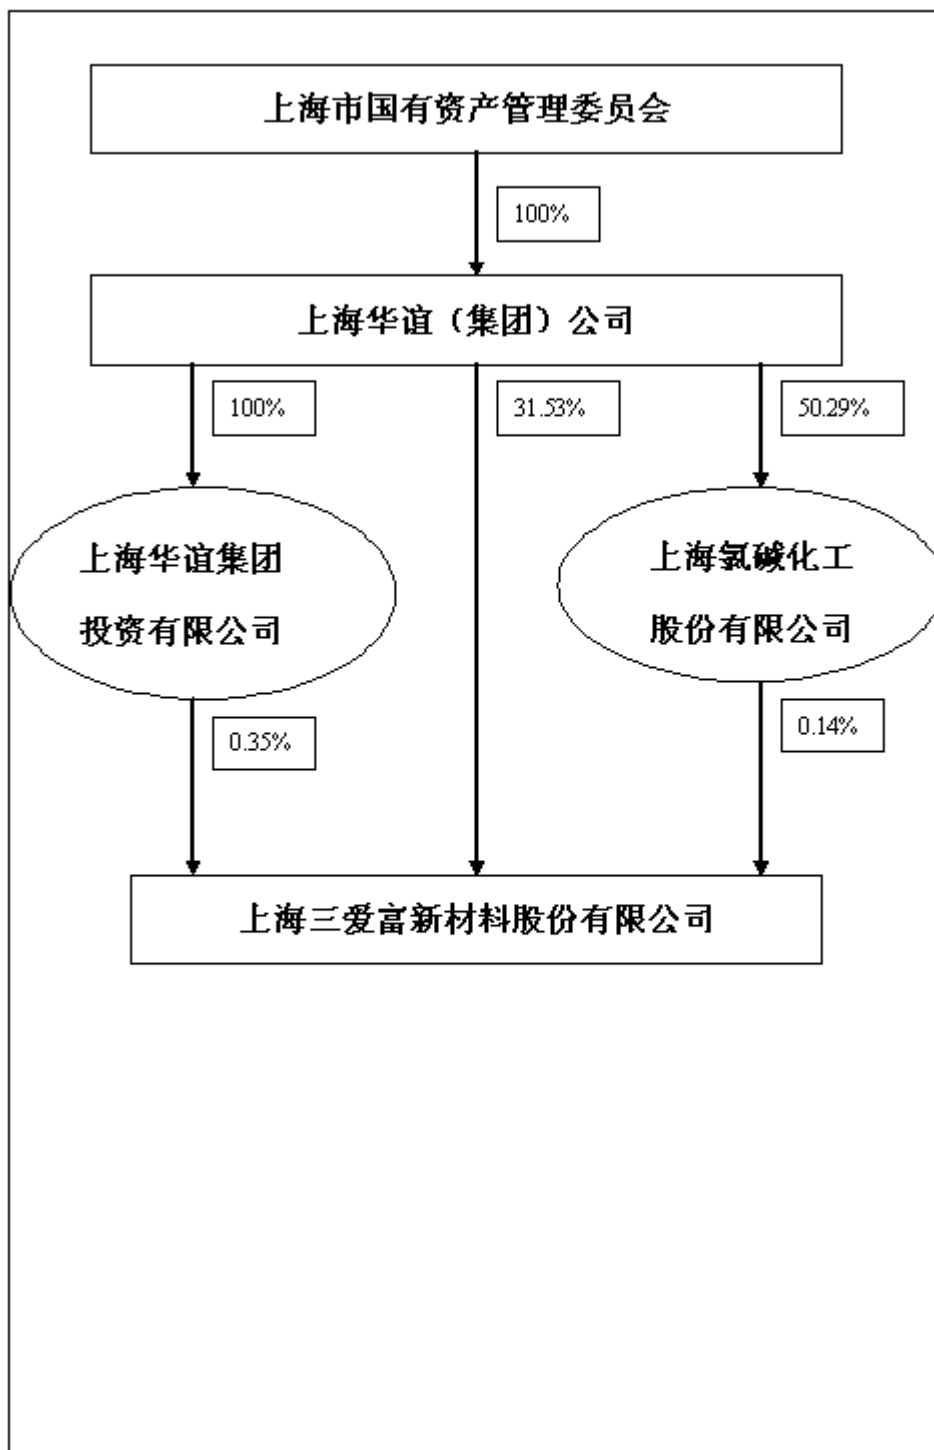 上海市国有资产管理委员会
100%
上海华谊（集团）公司
100%
31.53%
50.29%
上海华谊集团
投资有限公司
上海氯碱化工
股份有限公司
0.35%
0.14%
上海三爱富新材料股份有限公司